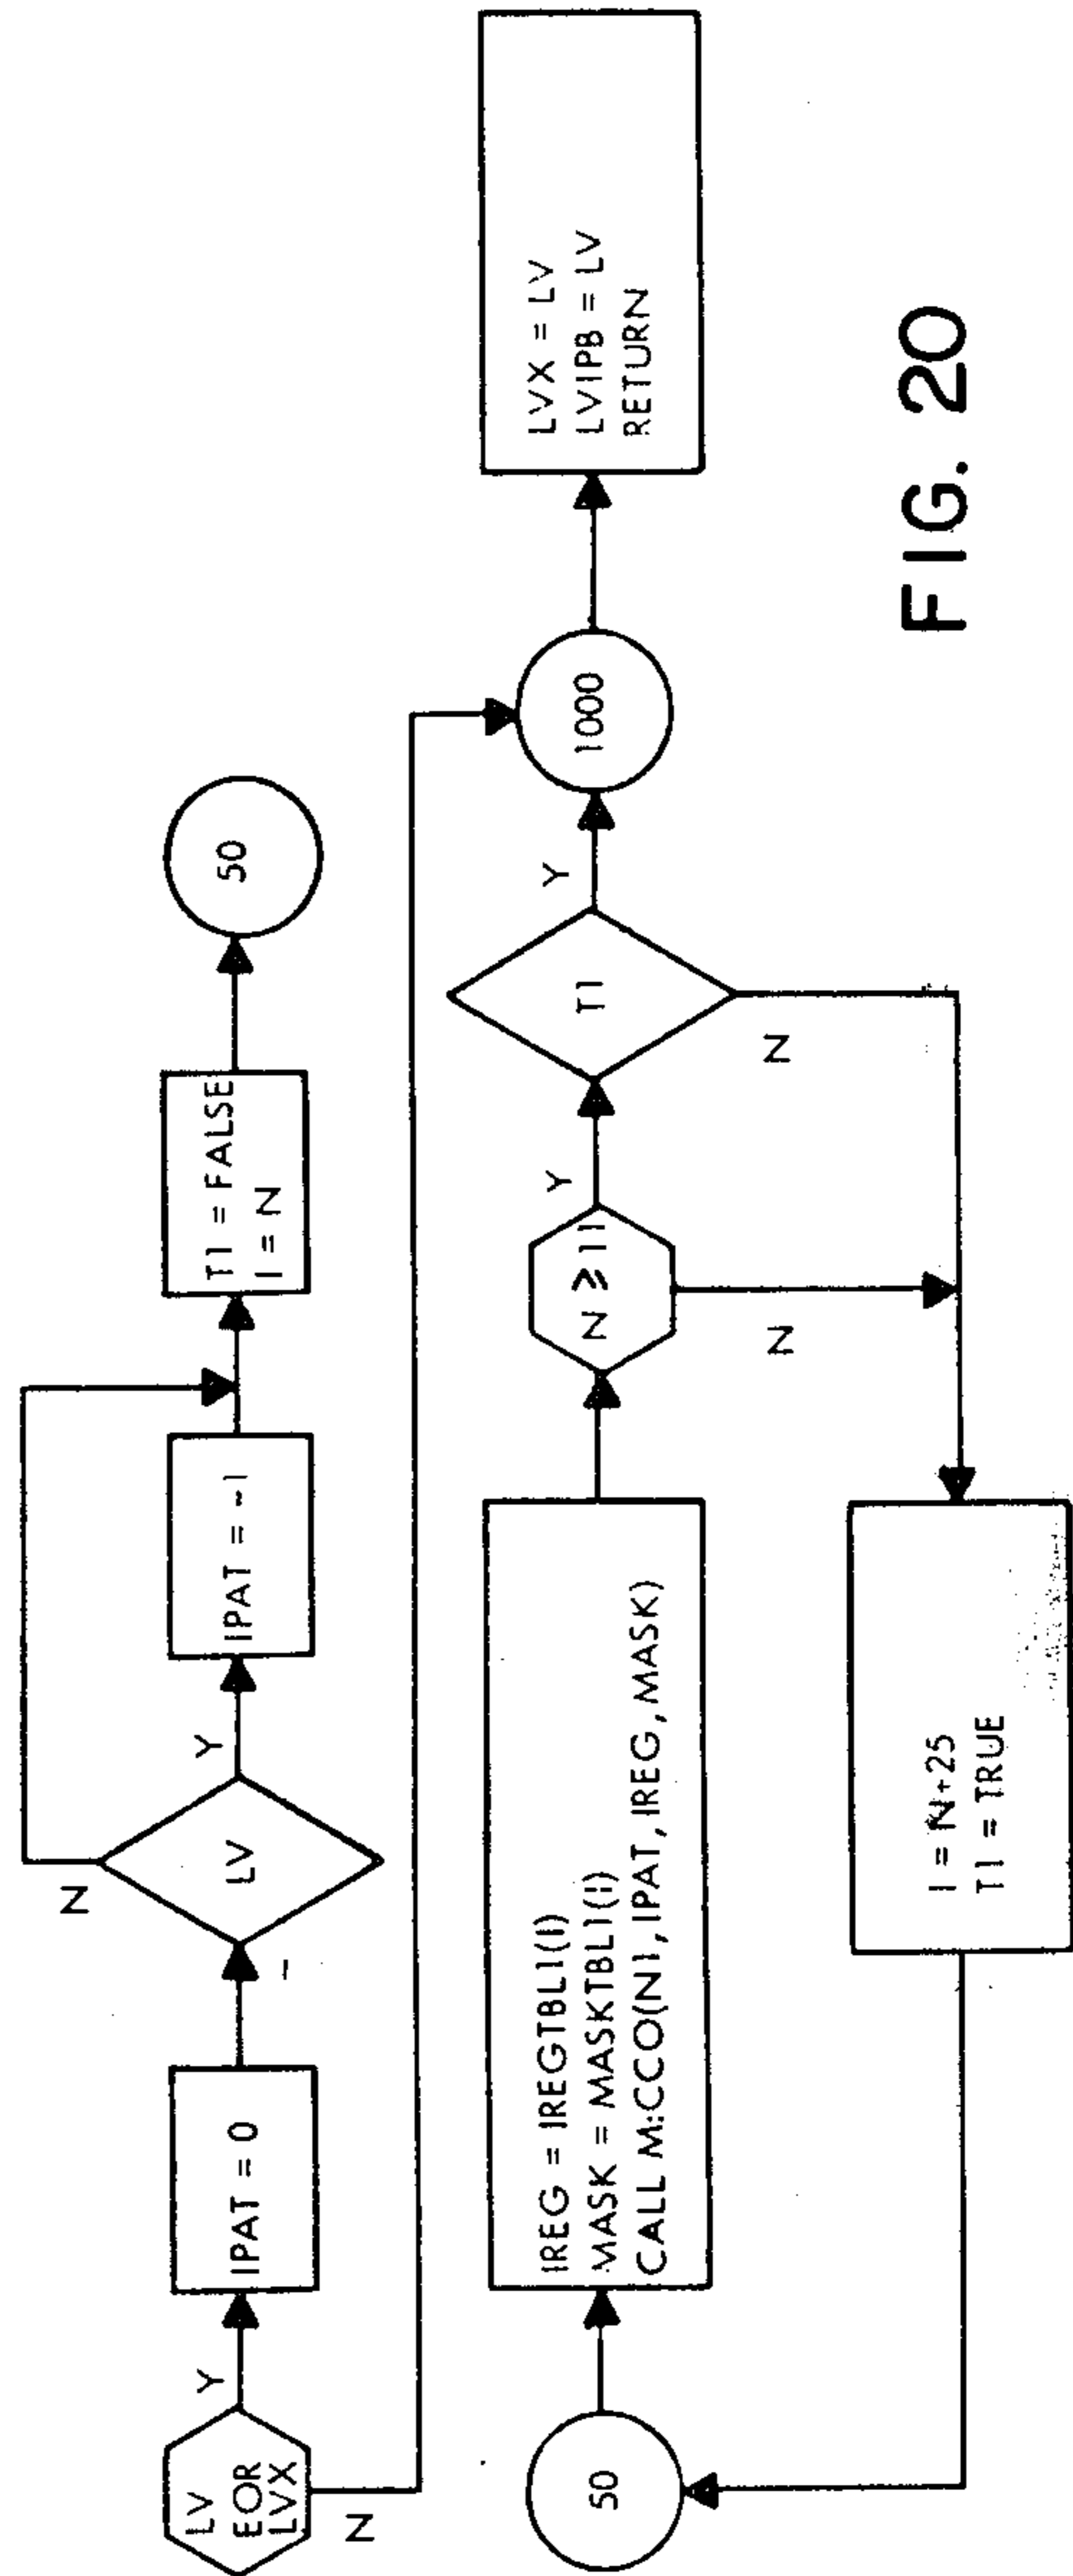 LV
EOR
LVX
Y
N
IPAT = 0
LV
Y
N
IPAT = -1
T1 = FALSE
I = N
50
50
IREG = IREGTBL1(I)
MASK = MASKTBL1(I)
CALL M:CCO(N1, IPAT, IREG, MASK)
N ≥ 11
Y
N
T1
Y
N
1000
LVX = LV
LVIPB = LV
RETURN
I = N+25
T1 = TRUE
FIG. 20